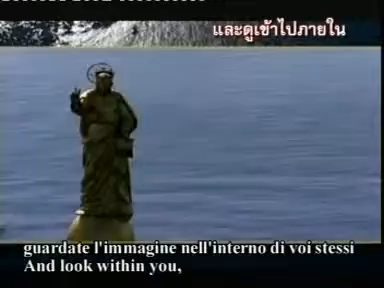 และดูเข้าไปภายใน
guardate l'immagine nell'interno di voi stessi
And look within you,